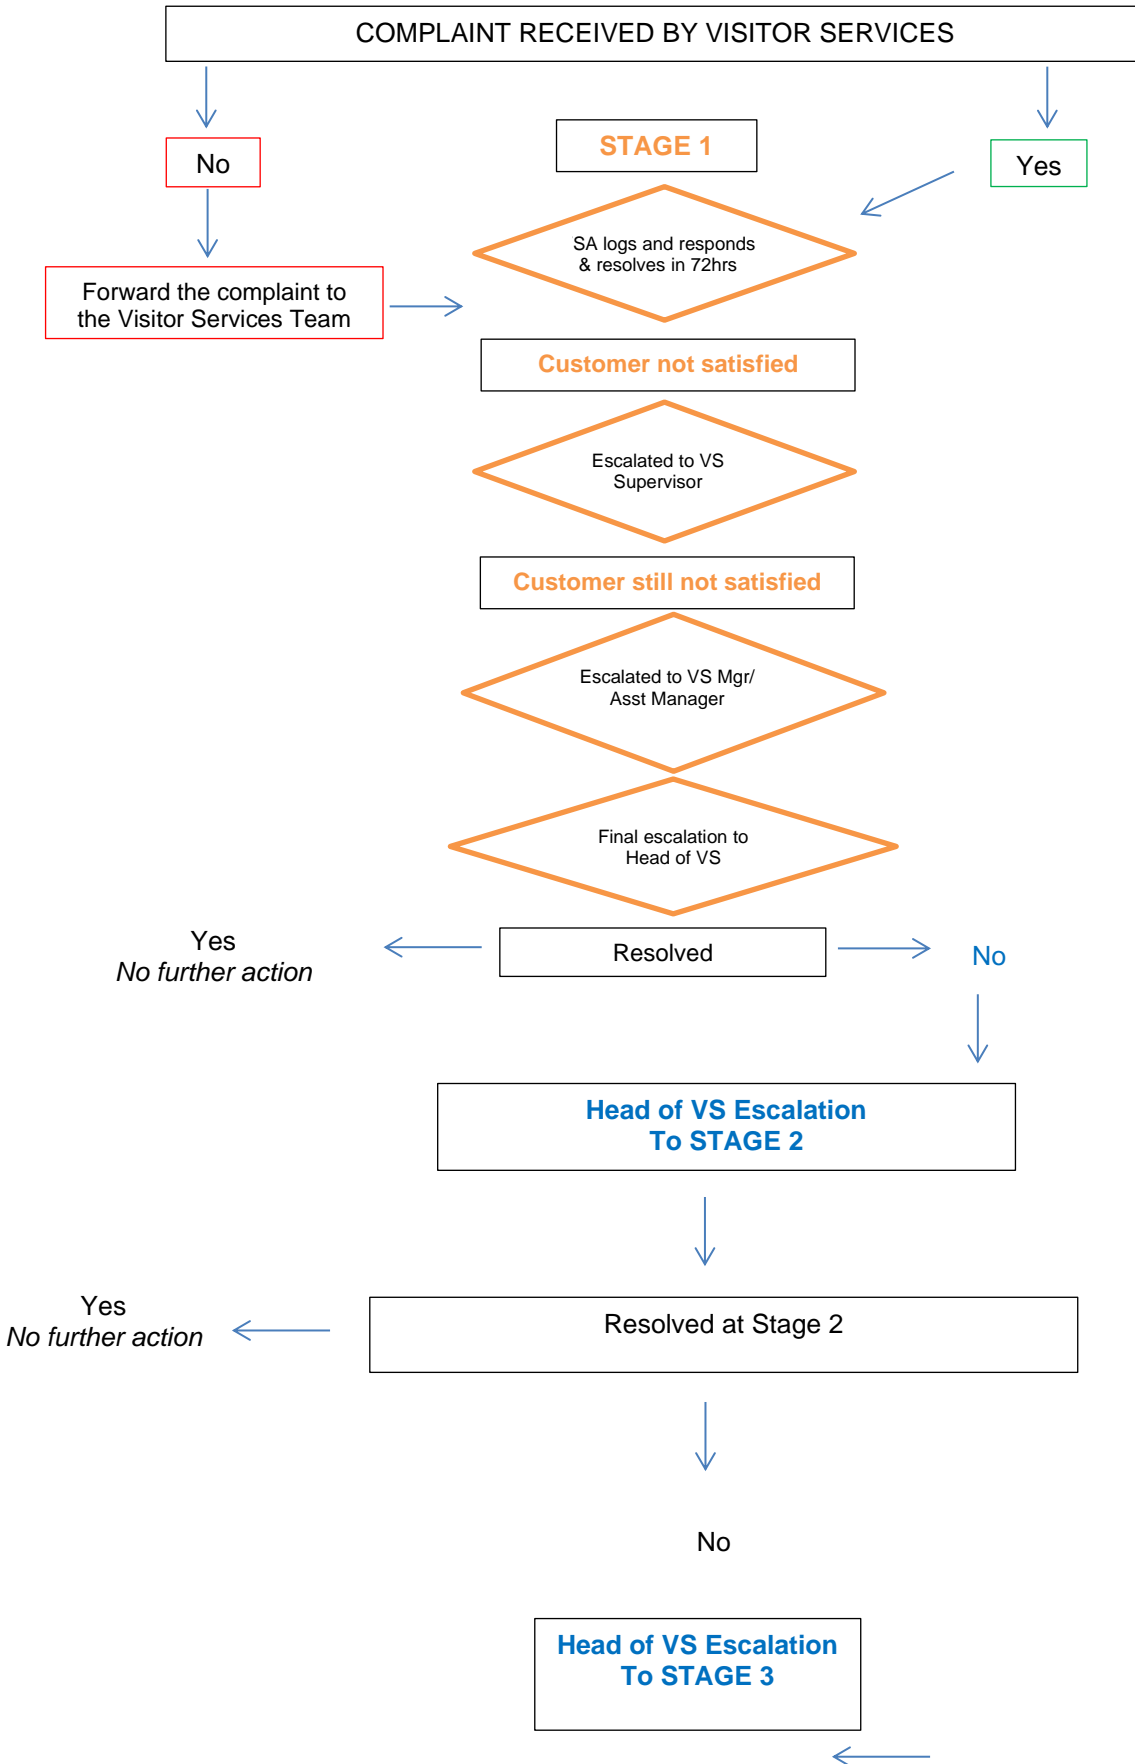 COMPLAINT RECEIVED BY VISITOR SERVICES
No
STAGE 1
Yes
SA logs and responds
& resolves in 72hrs
Forward the complaint to
the Visitor Services Team
Customer not satisfied
Escalated to VS
Supervisor
Customer still not satisfied
Escalated to VS Mgr/
Asst Manager
Final escalation to
Head of VS
Yes
No further action
Resolved
No
Head of VS Escalation
To STAGE 2
Yes
No further action
Resolved at Stage 2
No
Head of VS Escalation
To STAGE 3